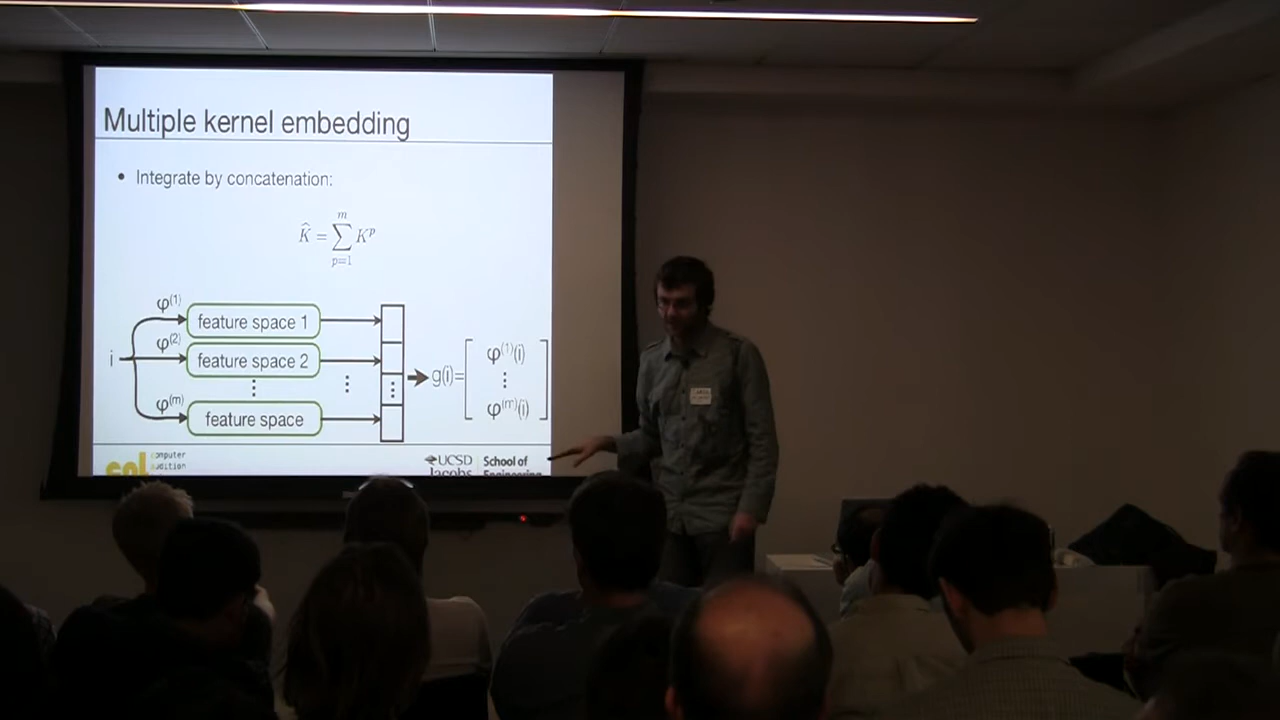 Multiple kernel embedding
• Integrate by concatenation:
K̂ = ∑_{p=1}^{m} K^p
φ⁽¹⁾
feature space 1
φ⁽²⁾
i
feature space 2
g(i)=
φ⁽¹⁾(i)
⋮
φ⁽ᵐ⁾(i)
φ⁽ᵐ⁾
feature space
computer
audition
UCSD
Jacobs
School of
Engineering